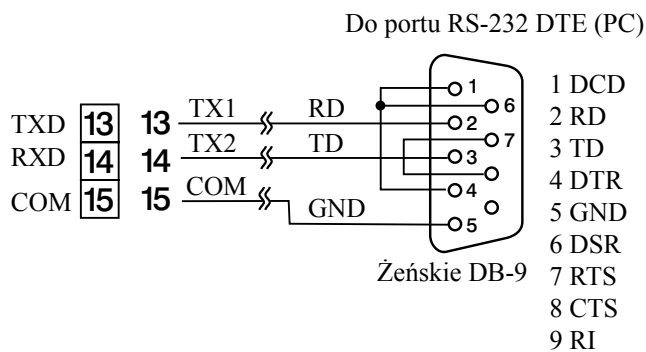 Do portu RS-232 DTE (PC)
TXD 13 13 TX1 RD
RXD 14 14 TX2 TD
COM 15 15 COM GND
1
6
2
7
3
4
5
Żeńskie DB-9
1 DCD
2 RD
3 TD
4 DTR
5 GND
6 DSR
7 RTS
8 CTS
9 RI